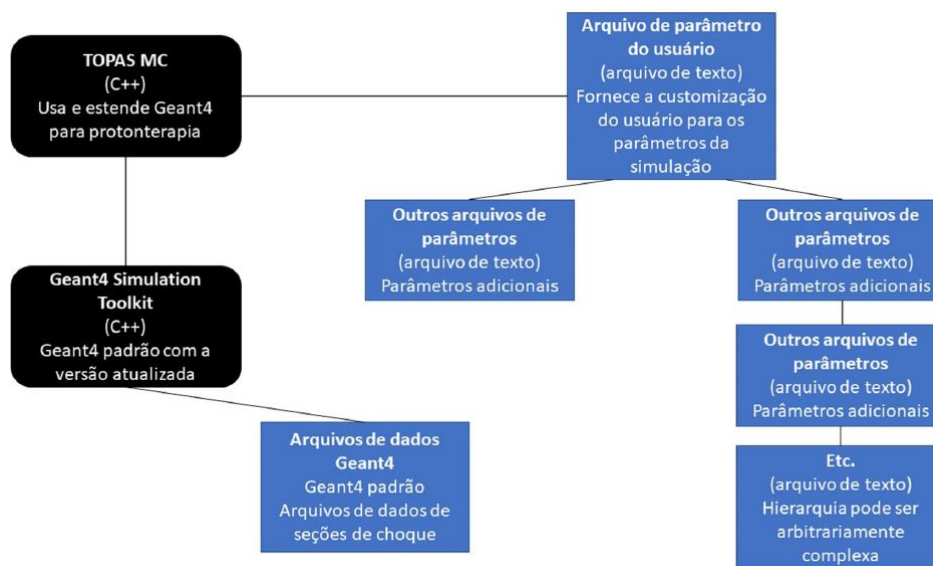 TOPAS MC
(C++)
Usa e estende Geant4
para protonterapia
Arquivo de parâmetro
do usuário
(arquivo de texto)
Fornece a customização
do usuário para os
parâmetros da
simulação
Outros arquivos de
parâmetros
(arquivo de texto)
Parâmetros adicionais
Outros arquivos de
parâmetros
(arquivo de texto)
Parâmetros adicionais
Geant4 Simulation
Toolkit
(C++)
Geant4 padrão com a
versão atualizada
Outros arquivos de
parâmetros
(arquivo de texto)
Parâmetros adicionais
Arquivos de dados
Geant4
Geant4 padrão
Arquivos de dados de
seções de choque
Etc.
(arquivo de texto)
Hierarquia pode ser
arbitrariamente
complexa